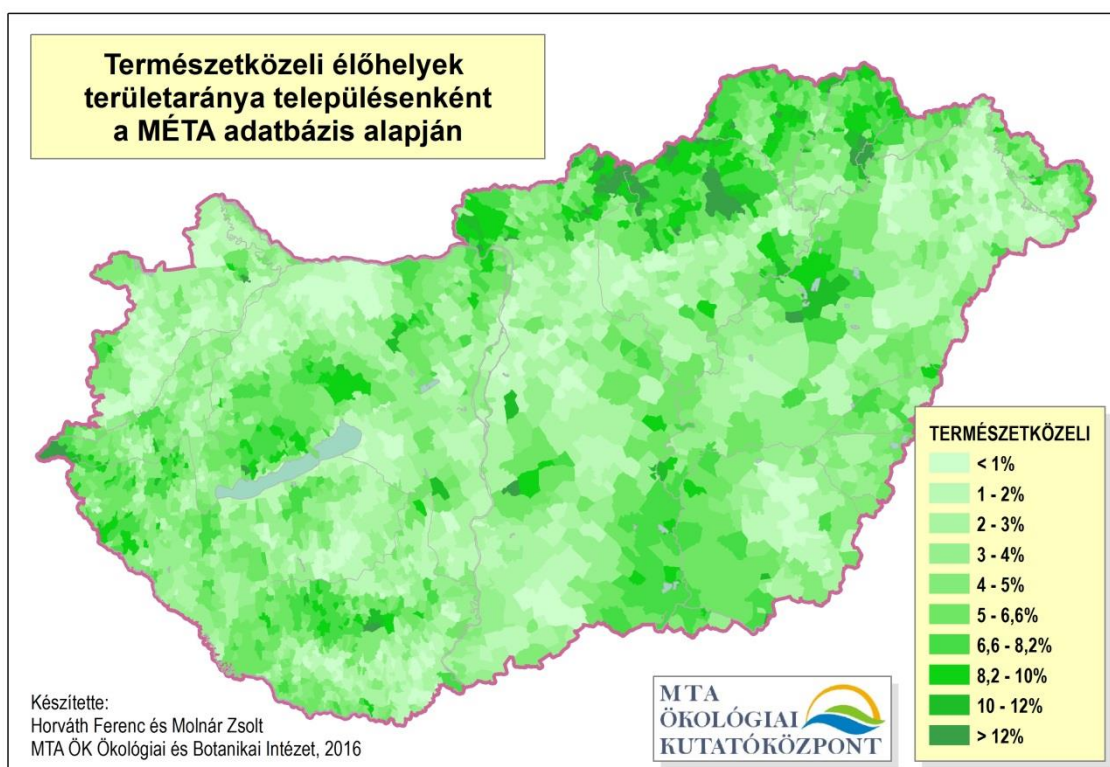 Természetközeli élőhelyek
területaránya településenként
a MÉTA adatbázis alapján
TERMÉSZETKÖZELI
< 1%
1 - 2%
2 - 3%
3 - 4%
4 - 5%
5 - 6,6%
6,6 - 8,2%
8,2 - 10%
10 - 12%
> 12%
Készítette:
Horváth Ferenc és Molnár Zsolt
MTA ÖK Ökológiai és Botanikai Intézet, 2016
MTA
ÖKOLÓGIAI
KUTATÓKÖZPONT